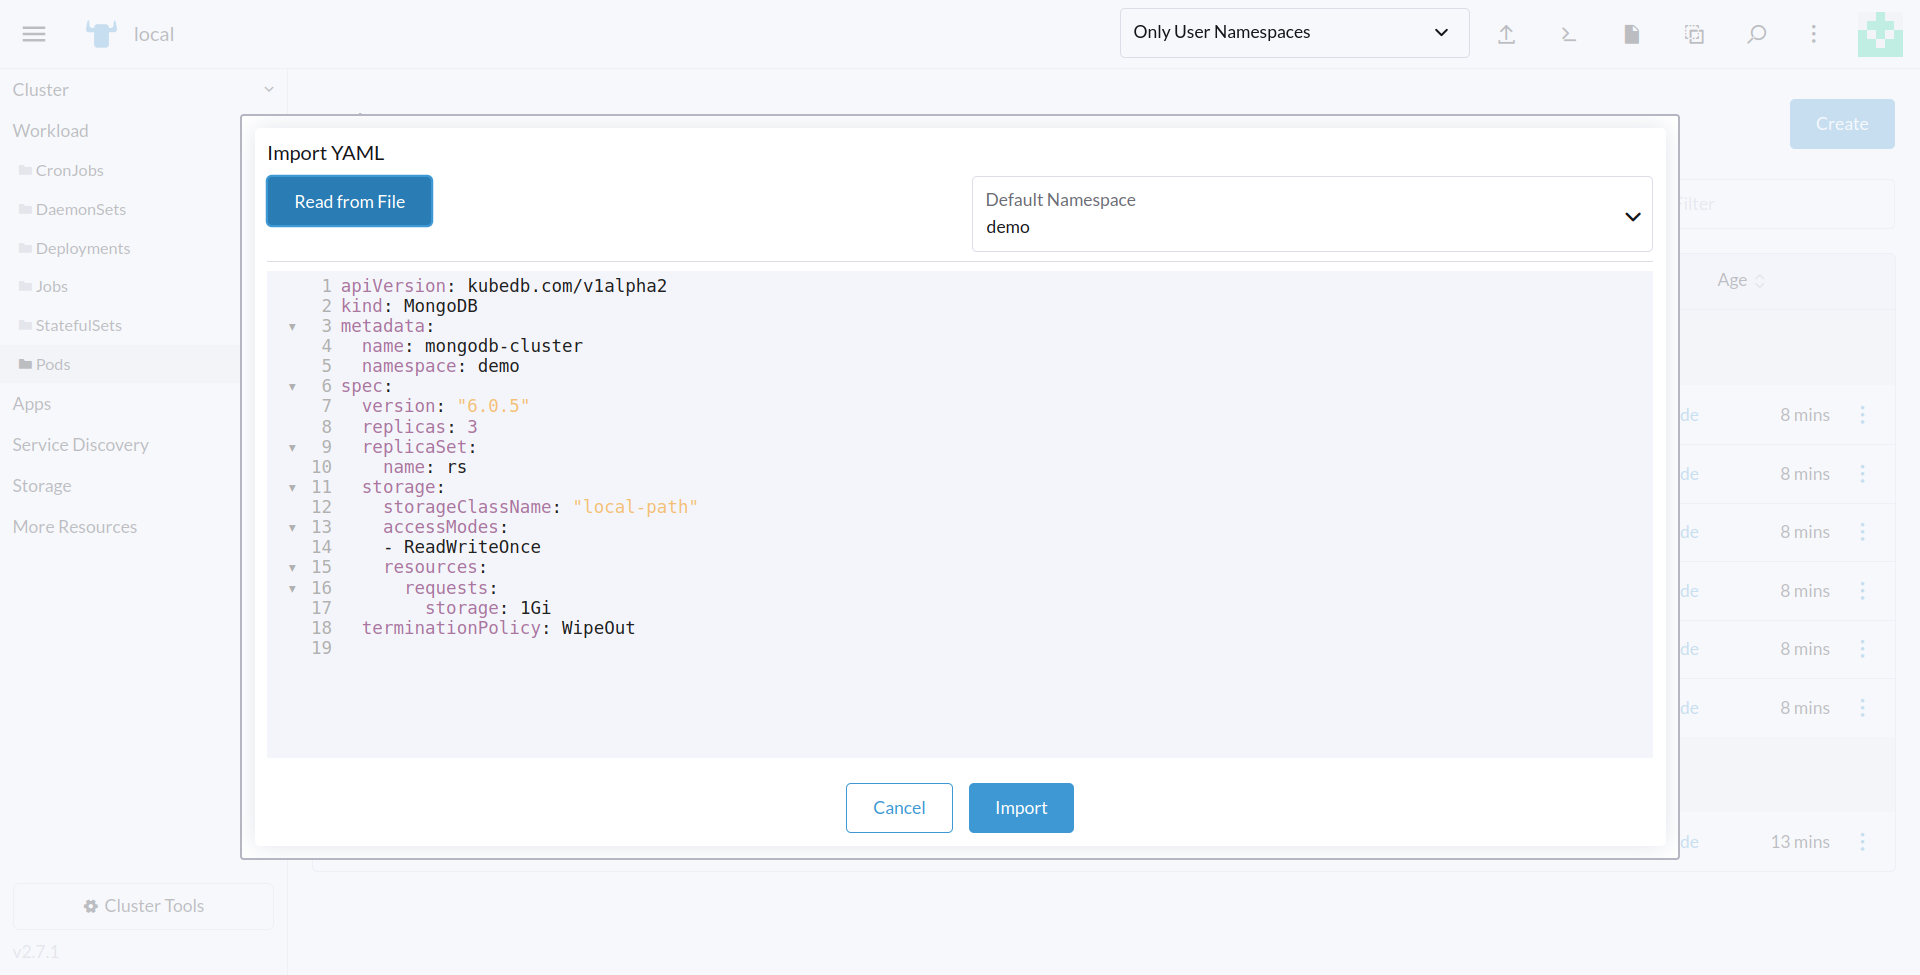 local
Only User Namespaces
Cluster
Workload
CronJobs
DaemonSets
Deployments
Jobs
StatefulSets
Pods
Apps
Service Discovery
Storage
More Resources
Cluster Tools
v2.7.1
Create
Import YAML
Read from File
Default Namespace
demo
1 apiVersion: kubedb.com/v1alpha2
2 kind: MongoDB
3 metadata:
4   name: mongodb-cluster
5   namespace: demo
6 spec:
7   version: "6.0.5"
8   replicas: 3
9   replicaSet:
10     name: rs
11   storage:
12     storageClassName: "local-path"
13     accessModes:
14     - ReadWriteOnce
15     resources:
16       requests:
17         storage: 1Gi
18   terminationPolicy: WipeOut
19
Cancel
Import
Filter
Age
de 8 mins
de 8 mins
de 8 mins
de 8 mins
de 8 mins
de 8 mins
de 13 mins